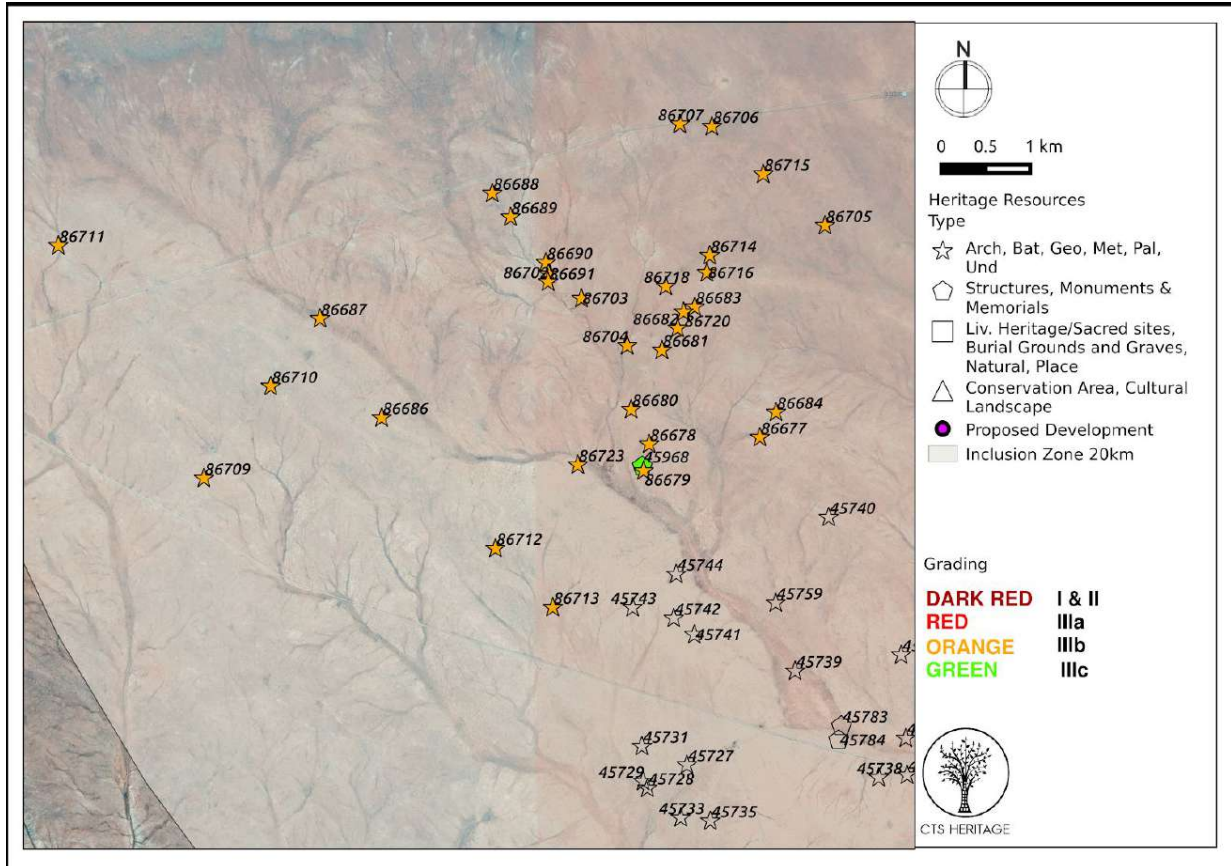 86707
86706
86715
86688
86689
86705
86711
86690
86714
86702
86691
86716
86718
86703
86683
86687
86682
86720
86704
86681
86710
86680
86684
86686
86678
86677
45968
86723
86679
86709
45740
86712
45744
86713
45743
45759
45742
45741
45739
45783
45784
45731
45727
45729
45728
45738
45733
45735
N
0 0.5 1 km
Heritage Resources
Type
Arch, Bat, Geo, Met, Pal,
Und
Structures, Monuments &
Memorials
Liv. Heritage/Sacred sites,
Burial Grounds and Graves,
Natural, Place
Conservation Area, Cultural
Landscape
Proposed Development
Inclusion Zone 20km
Grading
DARK RED I & II
RED IIIa
ORANGE IIIb
GREEN IIIc
CTS HERITAGE